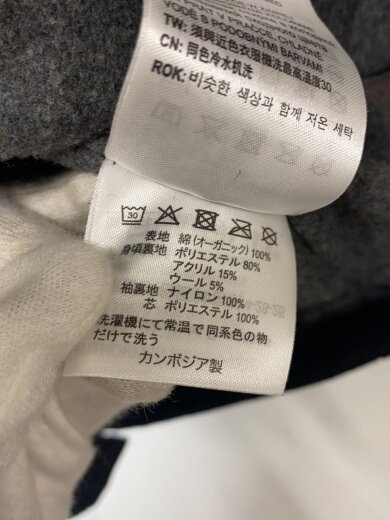 YODĚ S PODOBNÝMI BARVAMI
TW: 須與近色衣服機洗最高溫度30
CN: 同色冷水机洗
ROK: 비슷한 색상과 함께 저온 세탁
30
表地 綿(オーガニック)100%
身頃裏地 ポリエステル 80%
アクリル 15%
ウール 5%
袖裏地 ナイロン 100%
芯 ポリエステル 100%
洗濯機にて常温で同系色の物
だけで洗う
カンボジア製